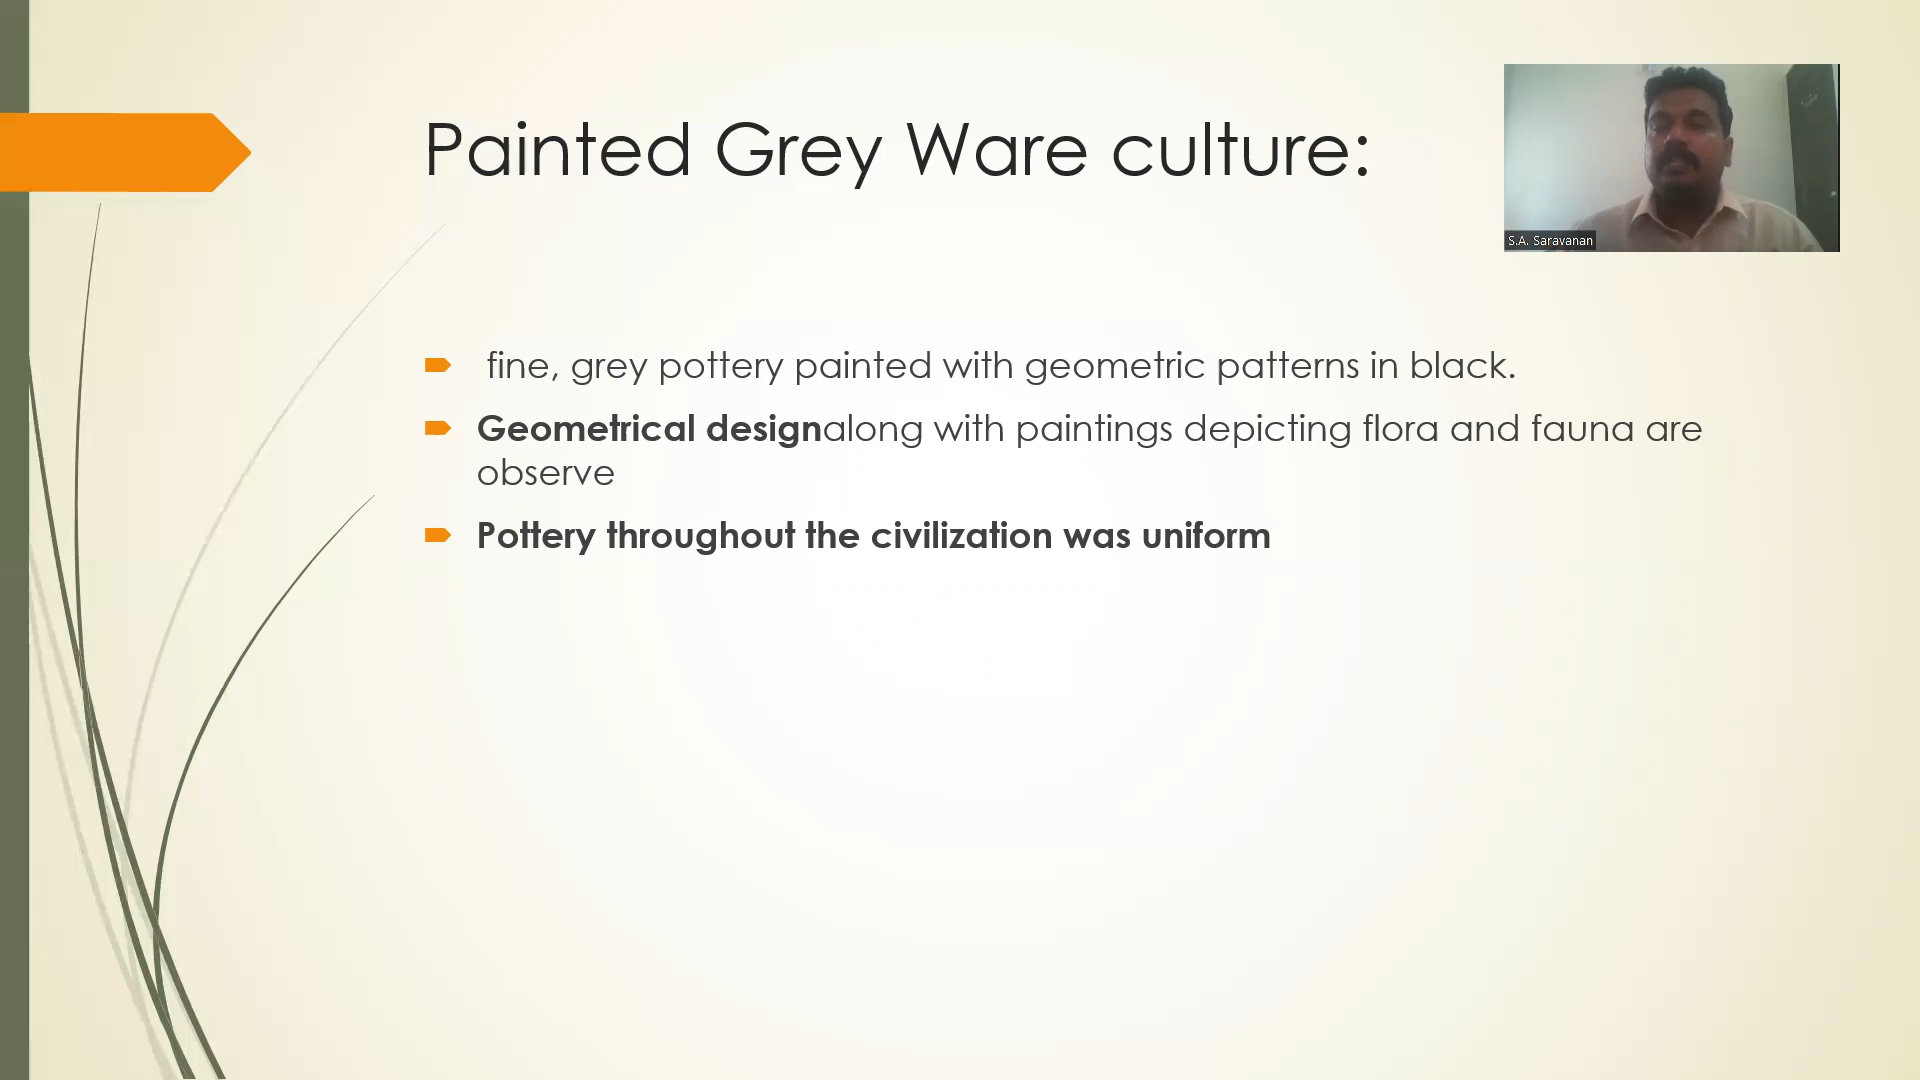 Painted Grey Ware culture:
S.A. Saravanan
fine, grey pottery painted with geometric patterns in black.
Geometrical designalong with paintings depicting flora and fauna are
observe
Pottery throughout the civilization was uniform